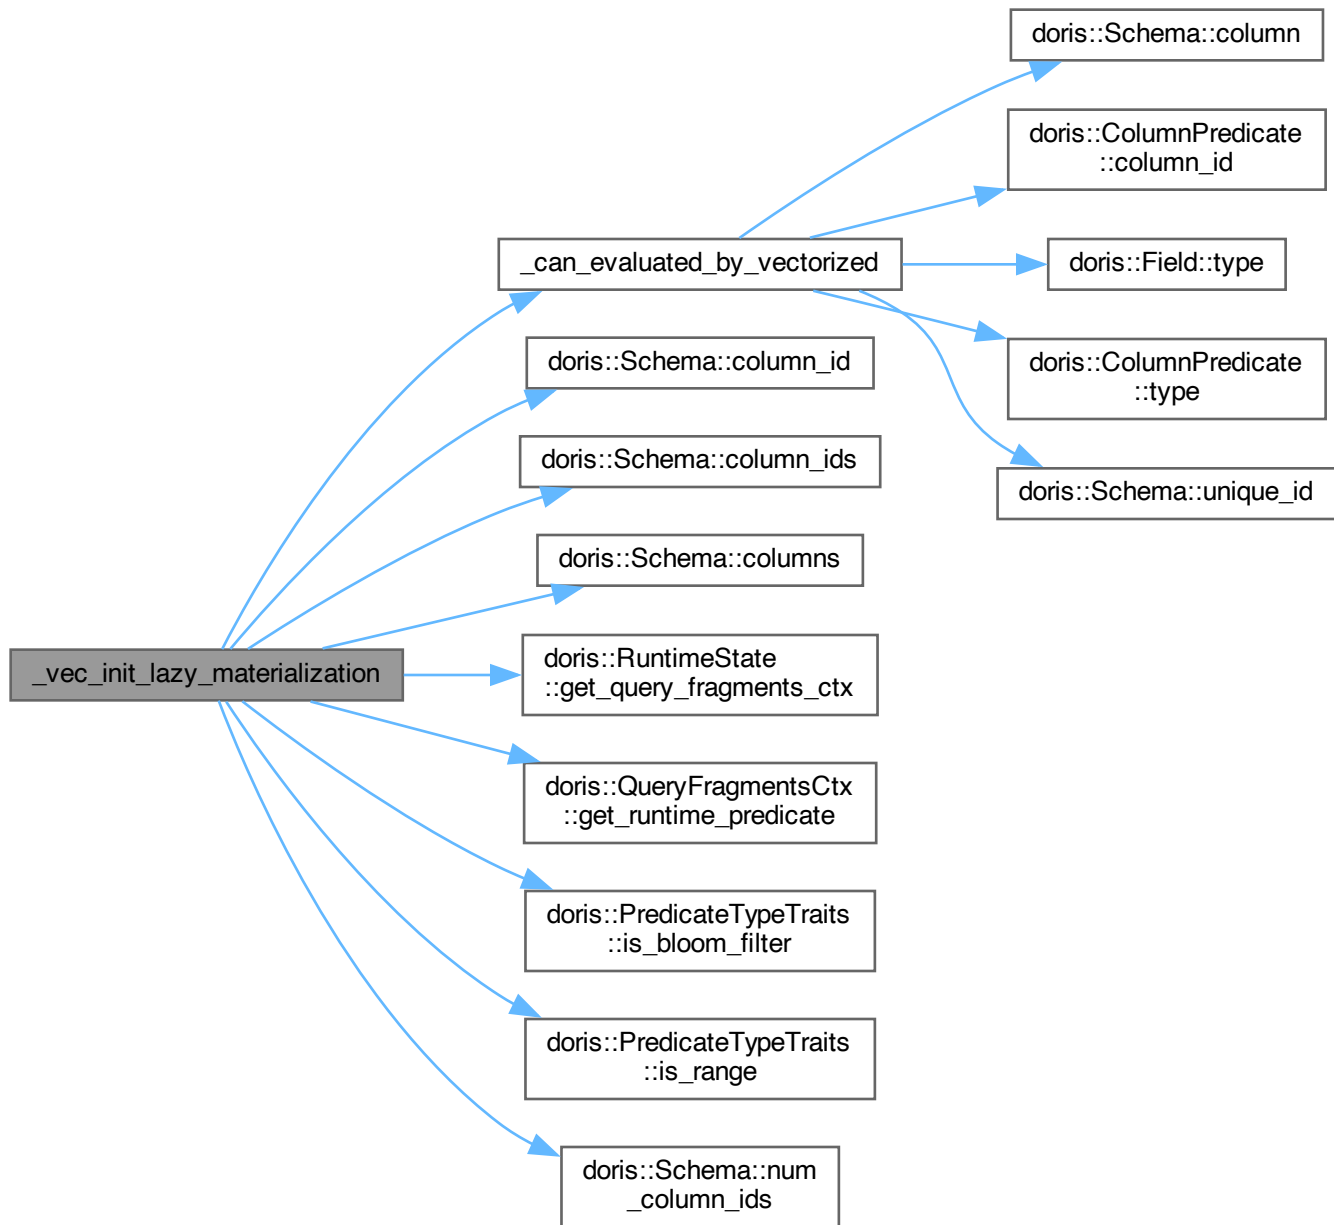 doris::Schema::column
doris::ColumnPredicate
::column_id
_can_evaluated_by_vectorized
doris::Field::type
doris::Schema::column_id
doris::ColumnPredicate
::type
doris::Schema::column_ids
doris::Schema::unique_id
doris::Schema::columns
_vec_init_lazy_materialization
doris::RuntimeState
::get_query_fragments_ctx
doris::QueryFragmentsCtx
::get_runtime_predicate
doris::PredicateTypeTraits
::is_bloom_filter
doris::PredicateTypeTraits
::is_range
doris::Schema::num
_column_ids